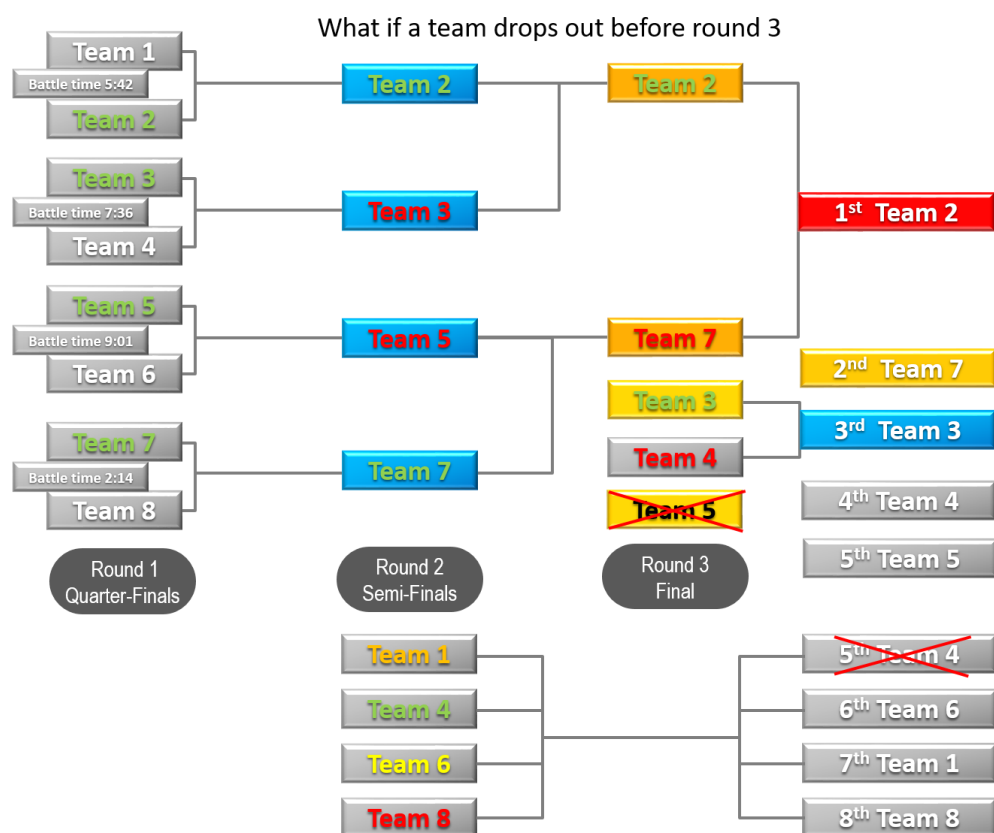 What if a team drops out before round 3
Team 1
Battle time 5:42
Team 2
Team 3
Battle time 7:36
Team 4
Team 5
Battle time 9:01
Team 6
Team 7
Battle time 2:14
Team 8
Round 1
Quarter-Finals
Team 2
Team 3
Team 5
Team 7
Round 2
Semi-Finals
Team 2
Team 7
Team 3
Team 4
Team 5
Round 3
Final
1st Team 2
2nd Team 7
3rd Team 3
4th Team 4
5th Team 5
Team 1
Team 4
Team 6
Team 8
5th Team 4
6th Team 6
7th Team 1
8th Team 8